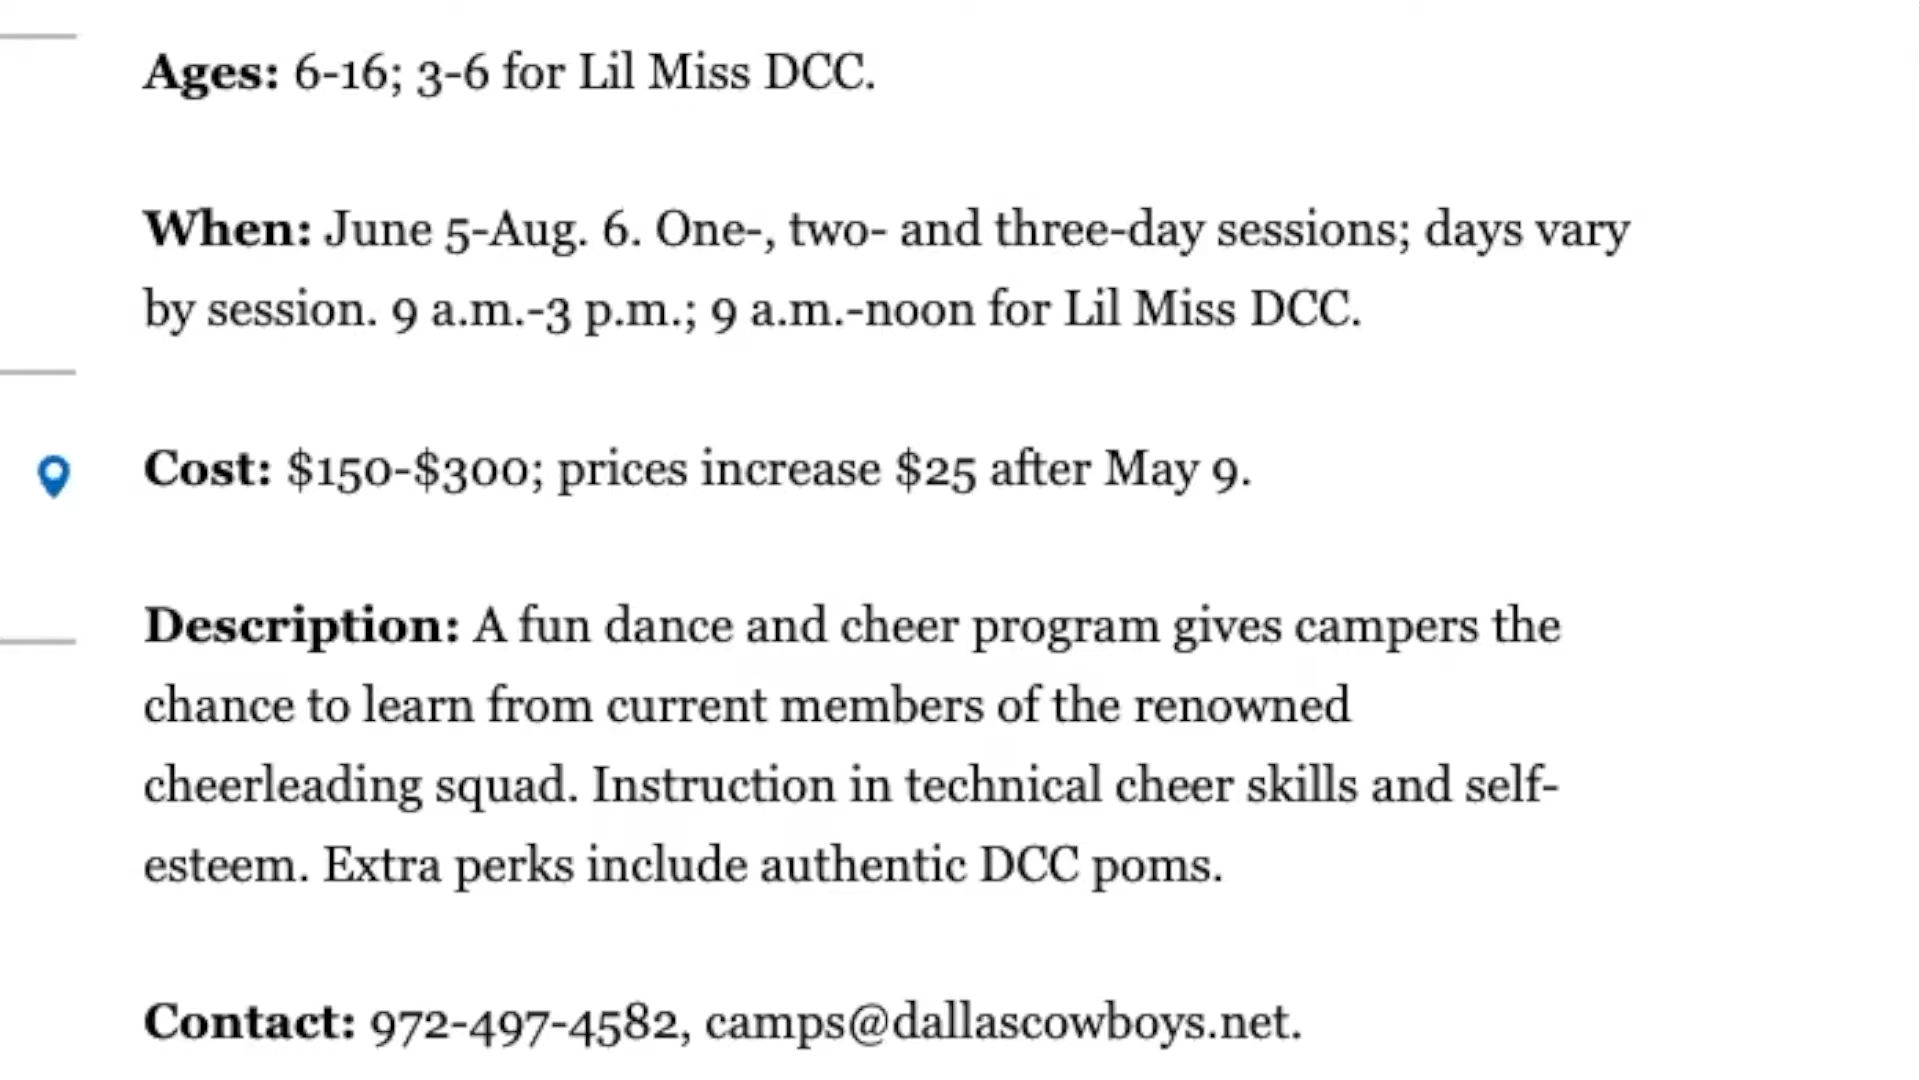 Ages: 6-16; 3-6 for Lil Miss DCC.
When: June 5-Aug. 6. One-, two- and three-day sessions; days vary
by session. 9 a.m.-3 p.m.; 9 a.m.-noon for Lil Miss DCC.
Cost: $150-$300; prices increase $25 after May 9.
Description: A fun dance and cheer program gives campers the
chance to learn from current members of the renowned
cheerleading squad. Instruction in technical cheer skills and self-
esteem. Extra perks include authentic DCC poms.
Contact: 972-497-4582, camps@dallascowboys.net.